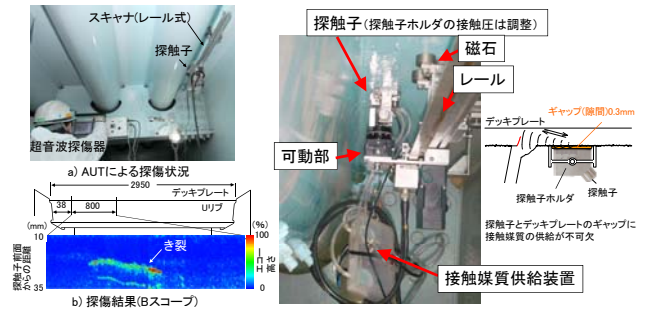 スキャナ(レール式)
探触子
超音波探傷器
a) AUTによる探傷状況
2950
デッキプレート
38
800
Uリブ
(mm)
10
35
探触子前面
からの距離
き裂
(%)
100
0
エコー
高さ
b) 探傷結果(Bスコープ)
探触子(探触子ホルダの接触圧は調整)
磁石
レール
可動部
接触媒質供給装置
ギャップ(隙間)0.3mm
デッキプレート
探触子ホルダ
探触子
探触子とデッキプレートのギャップに
接触媒質の供給が不可欠